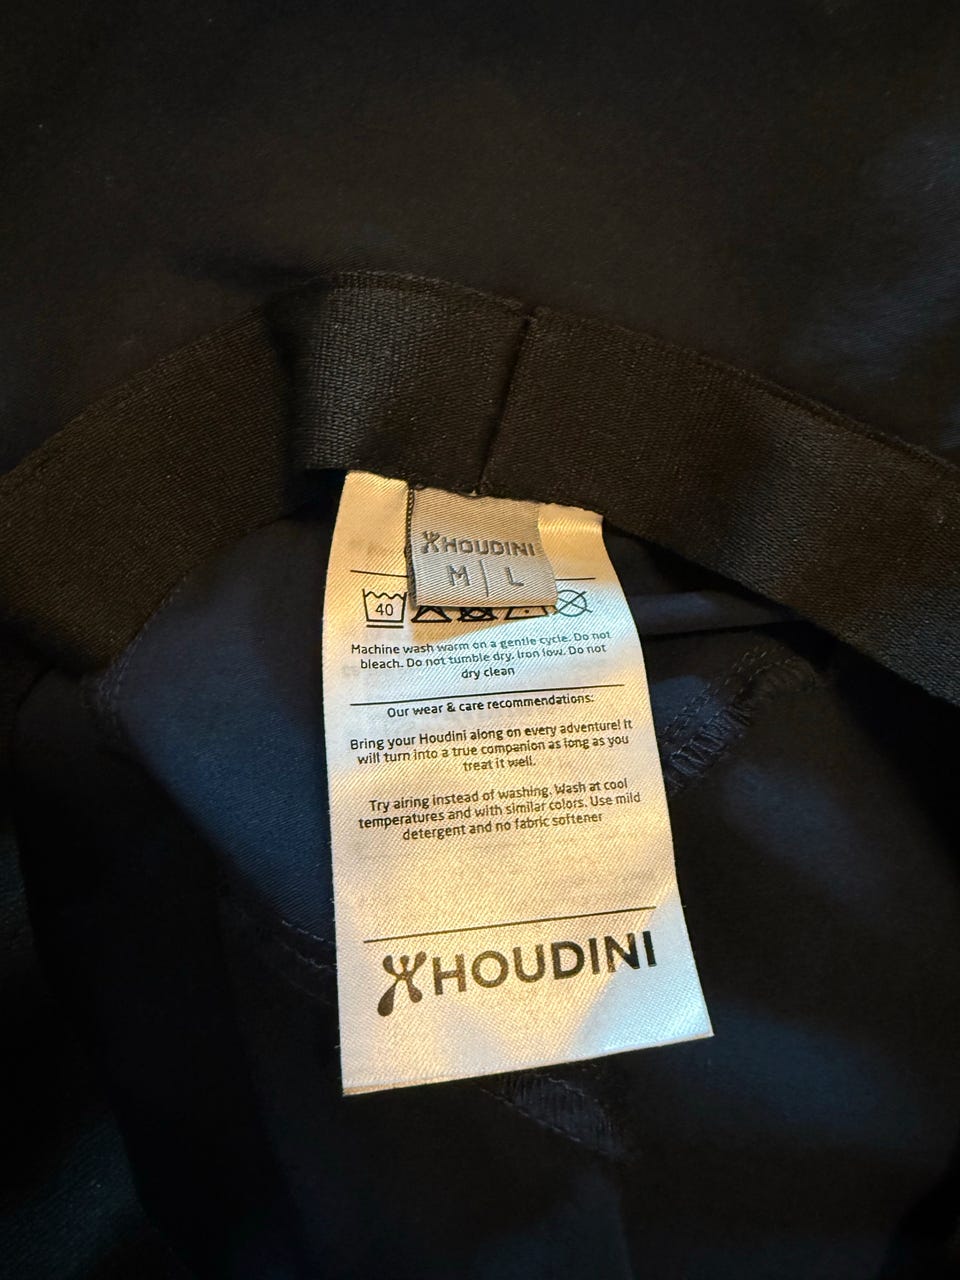 HOUDINI
M | L
40
Machine wash warm on a gentle cycle. Do not
bleach. Do not tumble dry. Iron low. Do not
dry clean
Our wear & care recommendations:
Bring your Houdini along on every adventure! It
will turn into a true companion as long as you
treat it well.
Try airing instead of washing. Wash at cool
temperatures and with similar colors. Use mild
detergent and no fabric softener
HOUDINI